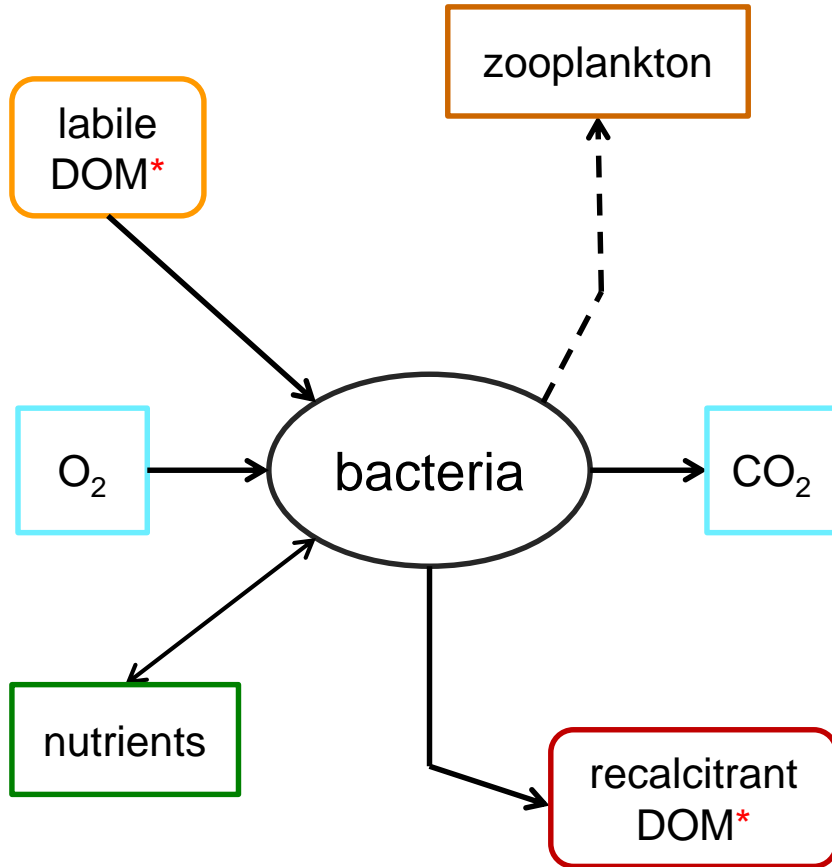 zooplankton
labile
DOM*
O₂
bacteria
CO₂
nutrients
recalcitrant
DOM*